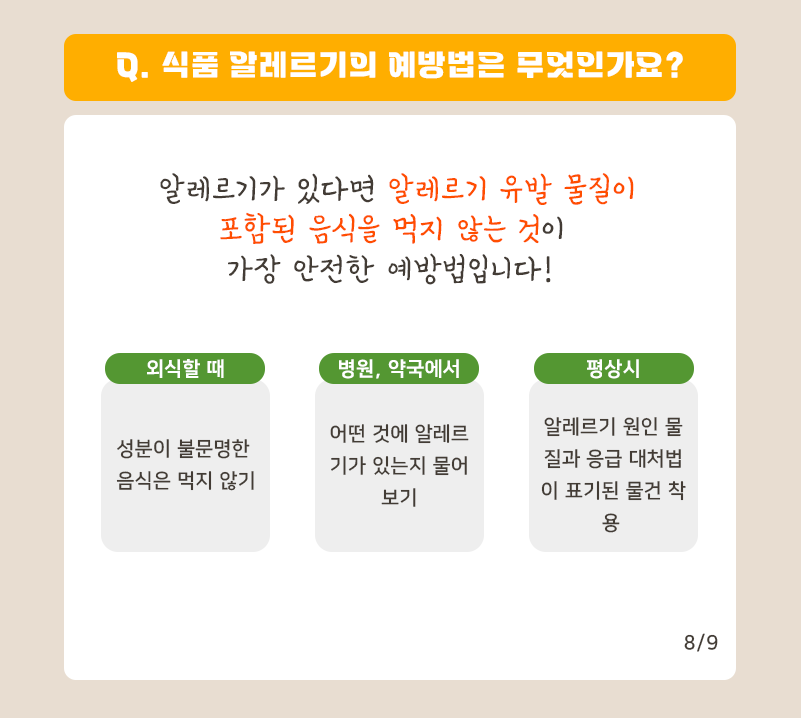 Q. 식품 알레르기의 예방법은 무엇인가요?
알레르기가 있다면 알레르기 유발 물질이
포함된 음식을 먹지 않는 것이
가장 안전한 예방법입니다!
외식할 때
성분이 불문명한
음식은 먹지 않기
병원, 약국에서
어떤 것에 알레르
기가 있는지 물어
보기
평상시
알레르기 원인 물
질과 응급 대처법
이 표기된 물건 착
용
8/9